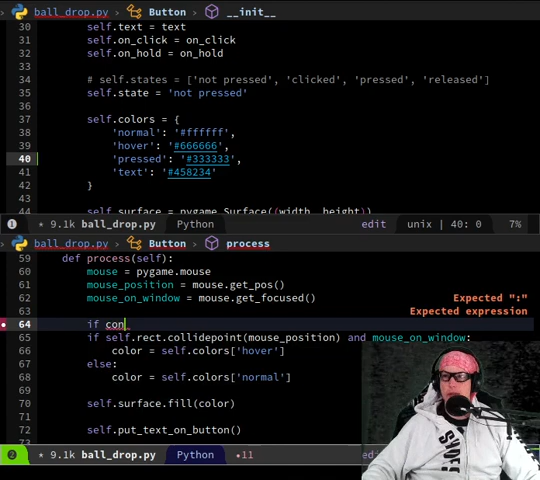 ball_drop.py › Button › __init__
30 self.text = text
31 self.on_click = on_click
32 self.on_hold = on_hold
33
34 # self.states = ['not pressed', 'clicked', 'pressed', 'released']
35 self.state = 'not pressed'
36
37 self.colors = {
38 'normal': '#ffffff',
39 'hover': '#666666',
40 'pressed': '#333333',
41 'text': '#458234'
42 }
43
44 self.surface = pygame.Surface((width, height))
1 * 9.1k ball_drop.py Python edit unix | 40: 0 7%
ball_drop.py › Button › process
59 def process(self):
60 mouse = pygame.mouse
61 mouse_position = mouse.get_pos()
62 mouse_on_window = mouse.get_focused() Expected ":"
63 Expected expression
64 if con
65 if self.rect.collidepoint(mouse_position) and mouse_on_window:
66 color = self.colors['hover']
67 else:
68 color = self.colors['normal']
69
70 self.surface.fill(color)
71
72 self.put_text_on_button()
73
2 * 9.1k ball_drop.py Python •11